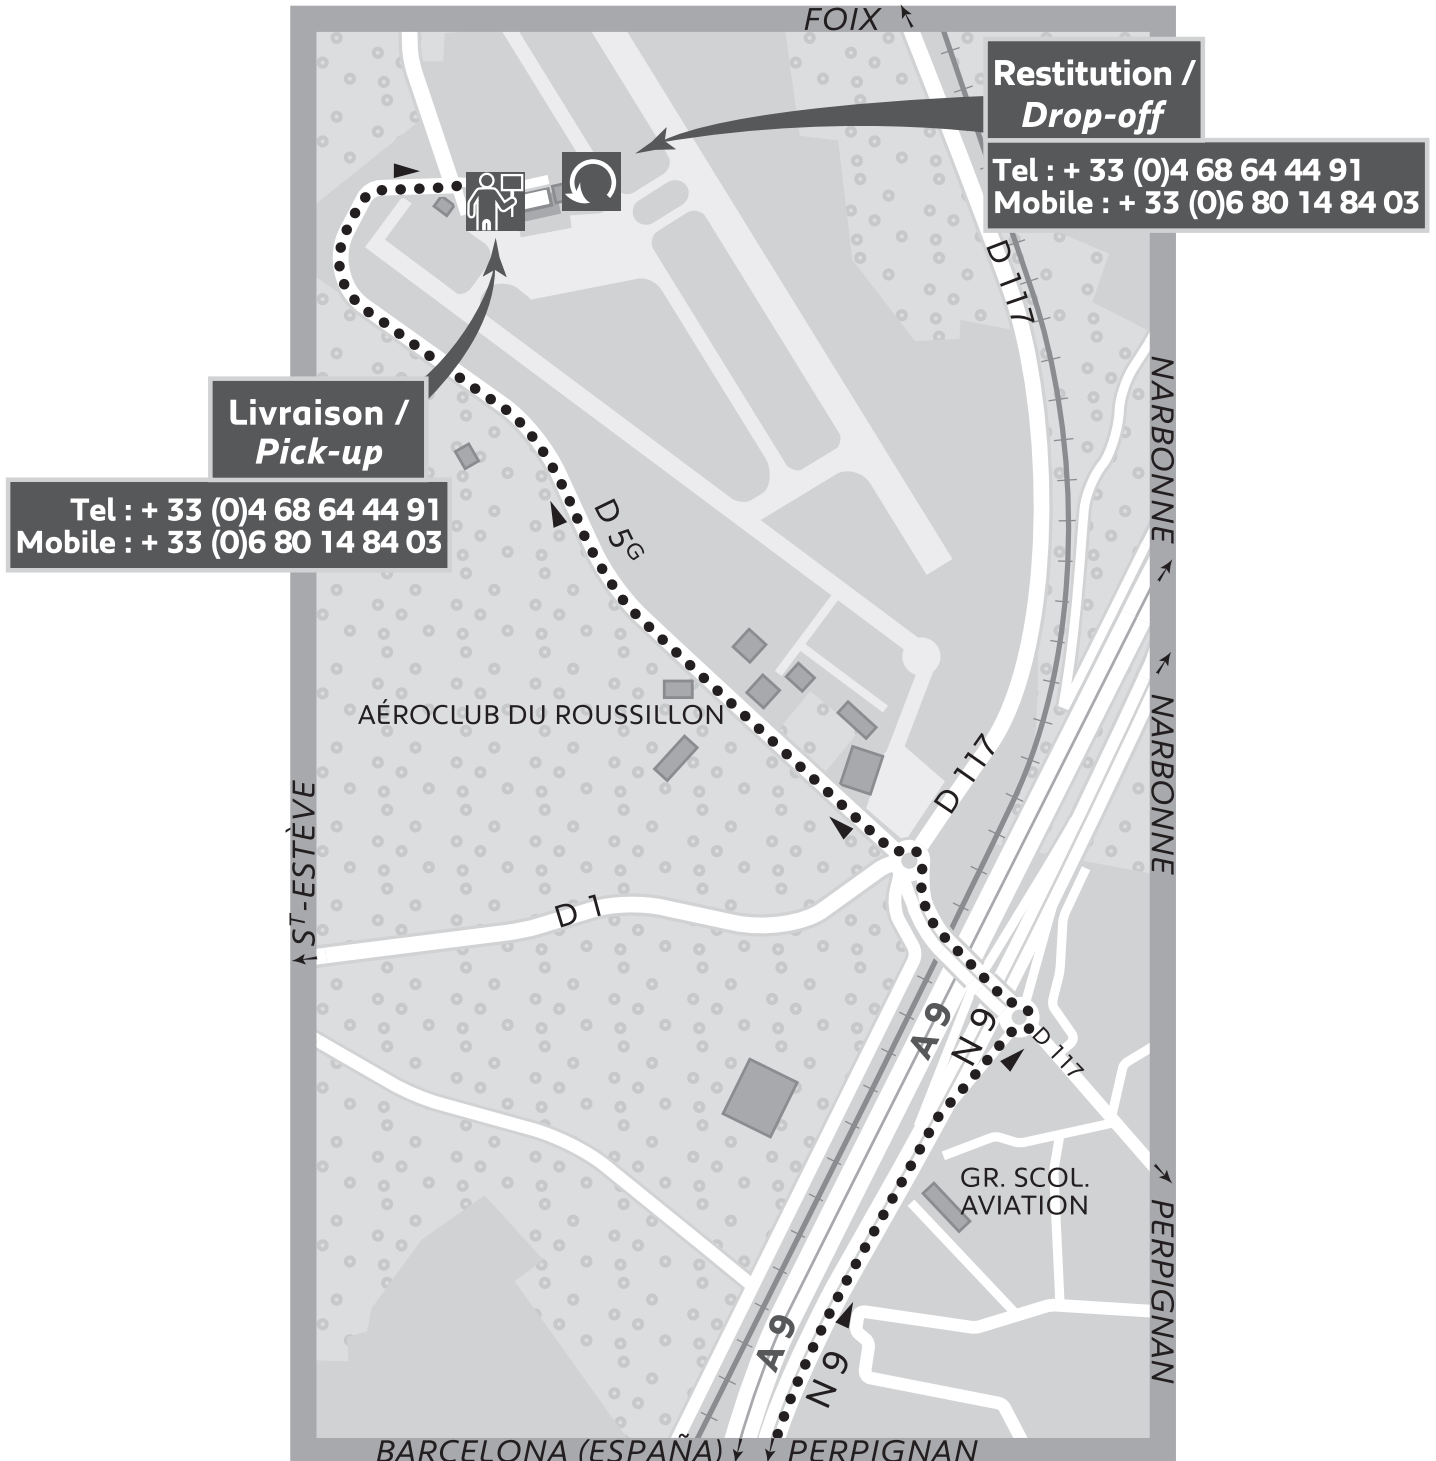 FOIX
Restitution /
Drop-off
Tel : + 33 (0)4 68 64 44 91
Mobile : + 33 (0)6 80 14 84 03
D 117
NARBONNE
Livraison /
Pick-up
Tel : + 33 (0)4 68 64 44 91
Mobile : + 33 (0)6 80 14 84 03
D 5G
AÉROCLUB DU ROUSSILLON
NARBONNE
D 117
ST-ESTÈVE
D 1
A 9
N 9
D 117
GR. SCOL.
AVIATION
PERPIGNAN
A 9
N 9
BARCELONA (ESPAÑA)
PERPIGNAN